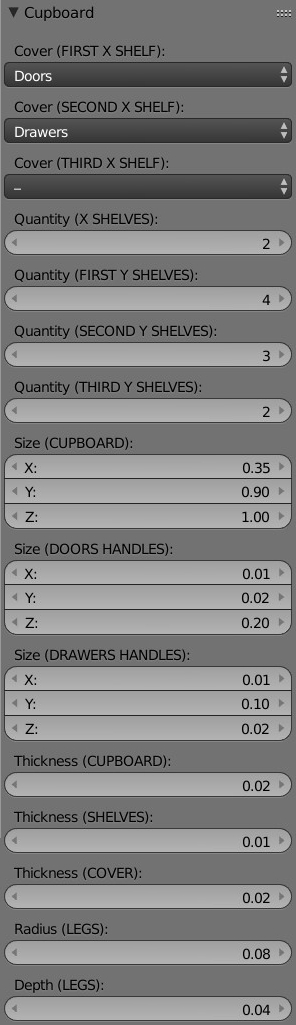 Cupboard
Cover (FIRST X SHELF):
Doors
Cover (SECOND X SHELF):
Drawers
Cover (THIRD X SHELF):
–
Quantity (X SHELVES):
2
Quantity (FIRST Y SHELVES):
4
Quantity (SECOND Y SHELVES):
3
Quantity (THIRD Y SHELVES):
2
Size (CUPBOARD):
X: 0.35
Y: 0.90
Z: 1.00
Size (DOORS HANDLES):
X: 0.01
Y: 0.02
Z: 0.20
Size (DRAWERS HANDLES):
X: 0.01
Y: 0.10
Z: 0.02
Thickness (CUPBOARD):
0.02
Thickness (SHELVES):
0.01
Thickness (COVER):
0.02
Radius (LEGS):
0.08
Depth (LEGS):
0.04